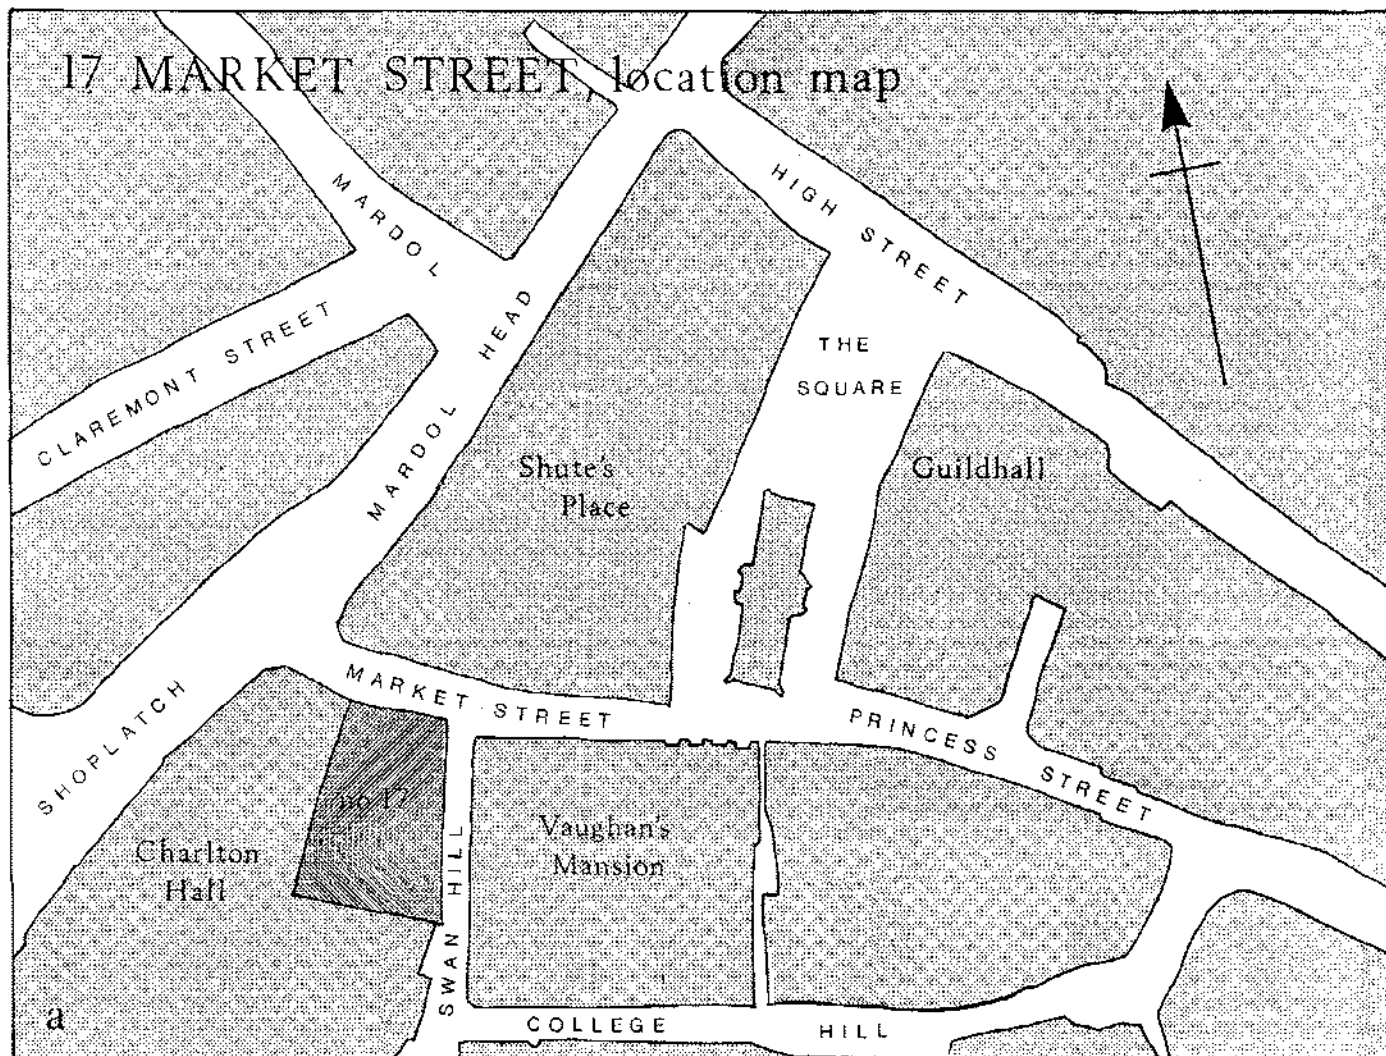 17 MARKET STREET, location map
MARDOL
HIGH STREET
CLAREMONT STREET
MARDOL HEAD
THE
SQUARE
Shute's
Place
Guildhall
MARKET STREET
PRINCESS STREET
SHOPLATCH
no 17
Charlton
Hall
Vaughan's
Mansion
SWAN HILL
COLLEGE HILL
a